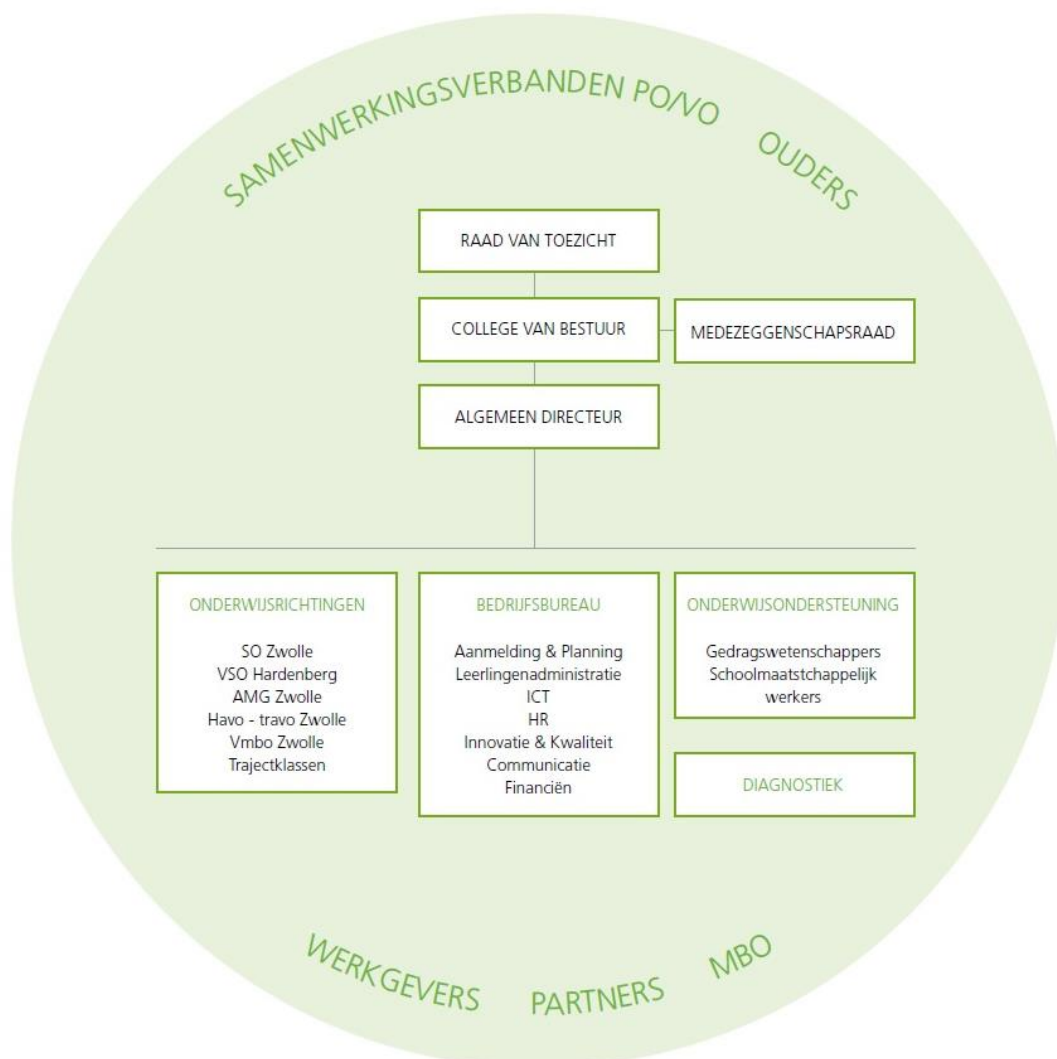 SAMENWERKINGSVERBANDEN PO/VO OUDERS
RAAD VAN TOEZICHT
COLLEGE VAN BESTUUR
MEDEZEGGENSCHAPSRAAD
ALGEMEEN DIRECTEUR
ONDERWIJSRICHTINGEN
SO Zwolle
VSO Hardenberg
AMG Zwolle
Havo - travo Zwolle
Vmbo Zwolle
Trajectklassen
BEDRIJFSBUREAU
Aanmelding & Planning
Leerlingenadministratie
ICT
HR
Innovatie & Kwaliteit
Communicatie
Financiën
ONDERWIJSONDERSTEUNING
Gedragswetenschappers
Schoolmaatstchappelijk
werkers
DIAGNOSTIEK
WERKGEVERS PARTNERS MBO